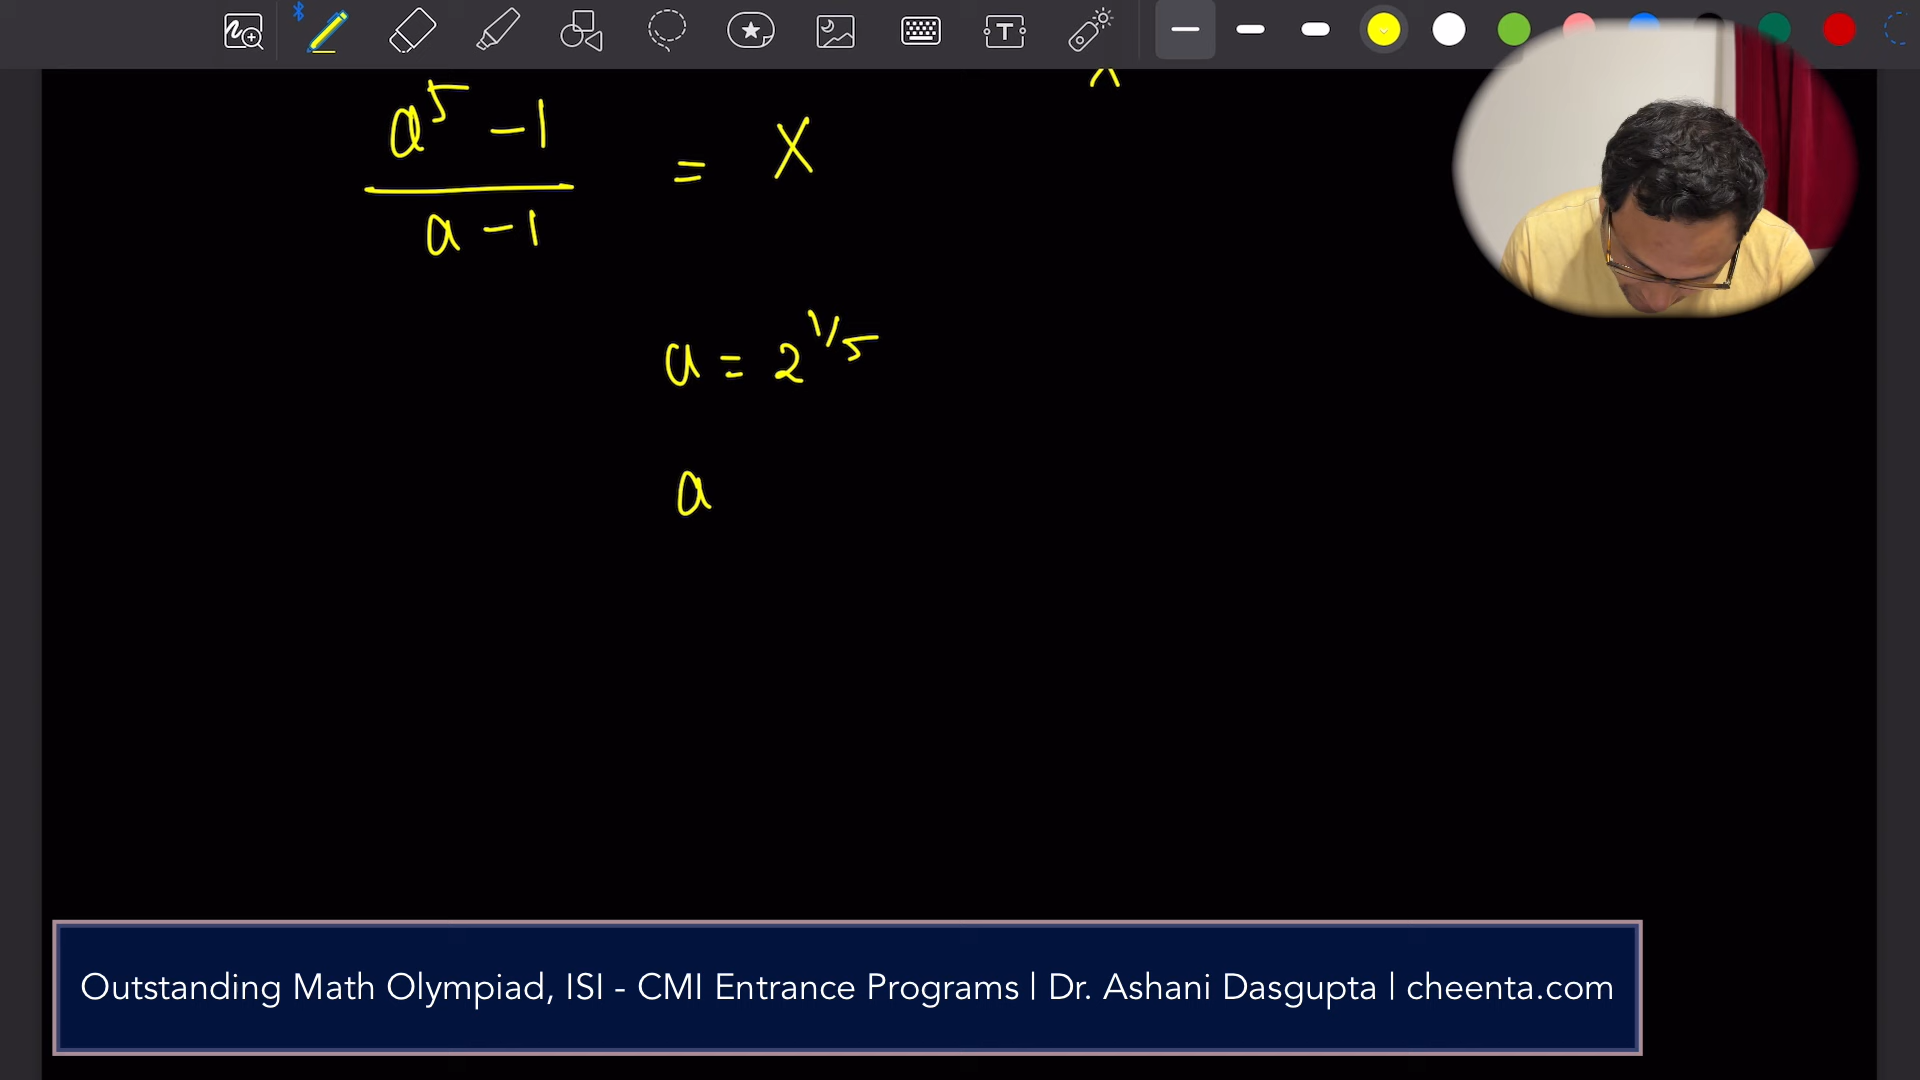 a⁵ - 1
a - 1
= X
a = 2^1/5
a
Outstanding Math Olympiad, ISI - CMI Entrance Programs | Dr. Ashani Dasgupta | cheenta.com